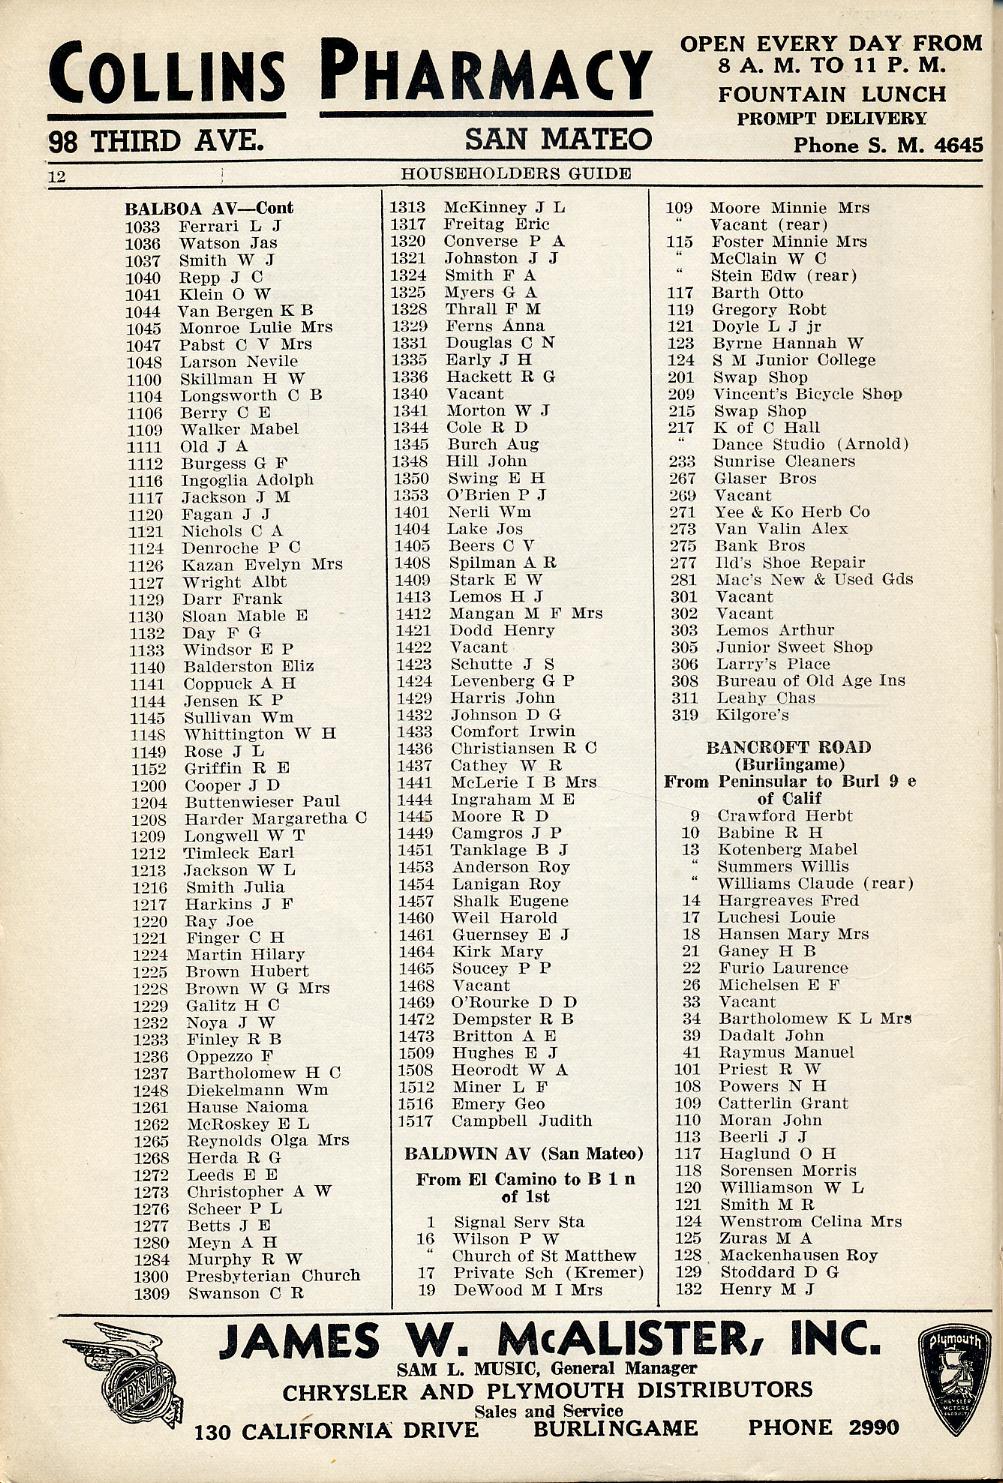 COLLINS PHARMACY
98 THIRD AVE. SAN MATEO
OPEN EVERY DAY FROM
8 A. M. TO 11 P. M.
FOUNTAIN LUNCH
PROMPT DELIVERY
Phone S. M. 4645
12 HOUSEHOLDERS GUIDE
BALBOA AV—Cont
1033 Ferrari L J
1036 Watson Jas
1037 Smith W J
1040 Repp J C
1041 Klein O W
1044 Van Bergen K B
1045 Monroe Lulie Mrs
1047 Pabst C V Mrs
1048 Larson Nevile
1100 Skillman H W
1104 Longsworth C B
1106 Berry C E
1109 Walker Mabel
1111 Old J A
1112 Burgess G F
1116 Ingoglia Adolph
1117 Jackson J M
1120 Fagan J J
1121 Nichols C A
1124 Denroche P C
1126 Kazan Evelyn Mrs
1127 Wright Albt
1129 Darr Frank
1130 Sloan Mable E
1132 Day F G
1133 Windsor E P
1140 Balderston Eliz
1141 Coppuck A H
1144 Jensen K P
1145 Sullivan Wm
1148 Whittington W H
1149 Rose J L
1152 Griffin R E
1200 Cooper J D
1204 Buttenwieser Paul
1208 Harder Margaretha C
1209 Longwell W T
1212 Timleck Earl
1213 Jackson W L
1216 Smith Julia
1217 Harkins J F
1220 Ray Joe
1221 Finger C H
1224 Martin Hilary
1225 Brown Hubert
1228 Brown W G Mrs
1229 Galitz H C
1232 Noya J W
1233 Finley R B
1236 Oppezzo F
1237 Bartholomew H C
1248 Diekelmann Wm
1261 Hause Naioma
1262 McRoskey E L
1265 Reynolds Olga Mrs
1268 Herda R G
1272 Leeds E E
1273 Christopher A W
1276 Scheer P L
1277 Betts J E
1280 Meyn A H
1284 Murphy R W
1300 Presbyterian Church
1309 Swanson C R
1313 McKinney J L
1317 Freitag Eric
1320 Converse P A
1321 Johnston J J
1324 Smith F A
1325 Myers G A
1328 Thrall F M
1329 Ferns Anna
1331 Douglas C N
1335 Early J H
1336 Hackett R G
1340 Vacant
1341 Morton W J
1344 Cole R D
1345 Burch Aug
1348 Hill John
1350 Swing E H
1353 O'Brien P J
1401 Nerli Wm
1404 Lake Jos
1405 Beers C V
1408 Spilman A R
1409 Stark E W
1413 Lemos H J
1412 Mangan M F Mrs
1421 Dodd Henry
1422 Vacant
1423 Schutte J S
1424 Levenberg G P
1429 Harris John
1432 Johnson D G
1433 Comfort Irwin
1436 Christiansen R C
1437 Cathey W R
1441 McLerie I B Mrs
1444 Ingraham M E
1445 Moore R D
1449 Camgros J P
1451 Tanklage B J
1453 Anderson Roy
1454 Lanigan Roy
1457 Shalk Eugene
1460 Weil Harold
1461 Guernsey E J
1464 Kirk Mary
1465 Soucey P P
1468 Vacant
1469 O'Rourke D D
1472 Dempster R B
1473 Britton A E
1509 Hughes E J
1508 Heorodt W A
1512 Miner L F
1516 Emery Geo
1517 Campbell Judith
BALDWIN AV (San Mateo)
From El Camino to B 1 n
of 1st
1 Signal Serv Sta
16 Wilson P W
" Church of St Matthew
17 Private Sch (Kremer)
19 DeWood M I Mrs
109 Moore Minnie Mrs
" Vacant (rear)
115 Foster Minnie Mrs
" McClain W C
" Stein Edw (rear)
117 Barth Otto
119 Gregory Robt
121 Doyle L J jr
123 Byrne Hannah W
124 S M Junior College
201 Swap Shop
209 Vincent's Bicycle Shop
215 Swap Shop
217 K of C Hall
" Dance Studio (Arnold)
233 Sunrise Cleaners
267 Glaser Bros
269 Vacant
271 Yee & Ko Herb Co
273 Van Valin Alex
275 Bank Bros
277 Ild's Shoe Repair
281 Mac's New & Used Gds
301 Vacant
302 Vacant
303 Lemos Arthur
305 Junior Sweet Shop
306 Larry's Place
308 Bureau of Old Age Ins
311 Leahy Chas
319 Kilgore's
BANCROFT ROAD
(Burlingame)
From Peninsular to Burl 9 e
of Calif
9 Crawford Herbt
10 Babine R H
13 Kotenberg Mabel
" Summers Willis
" Williams Claude (rear)
14 Hargreaves Fred
17 Luchesi Louie
18 Hansen Mary Mrs
21 Ganey H B
22 Furio Laurence
26 Michelsen E F
33 Vacant
34 Bartholomew K L Mrs
39 Dadalt John
41 Raymus Manuel
101 Priest R W
108 Powers N H
109 Catterlin Grant
110 Moran John
113 Beerli J J
117 Haglund O H
118 Sorensen Morris
120 Williamson W L
121 Smith M R
124 Wenstrom Celina Mrs
125 Zuras M A
128 Mackenhausen Roy
129 Stoddard D G
132 Henry M J
CHRYSLER
JAMES W. McALISTER, INC.
SAM L. MUSIC, General Manager
CHRYSLER AND PLYMOUTH DISTRIBUTORS
Sales and Service
130 CALIFORNIA DRIVE BURLINGAME PHONE 2990
Plymouth
CHRYSLER
MOTORS
PRODUCT